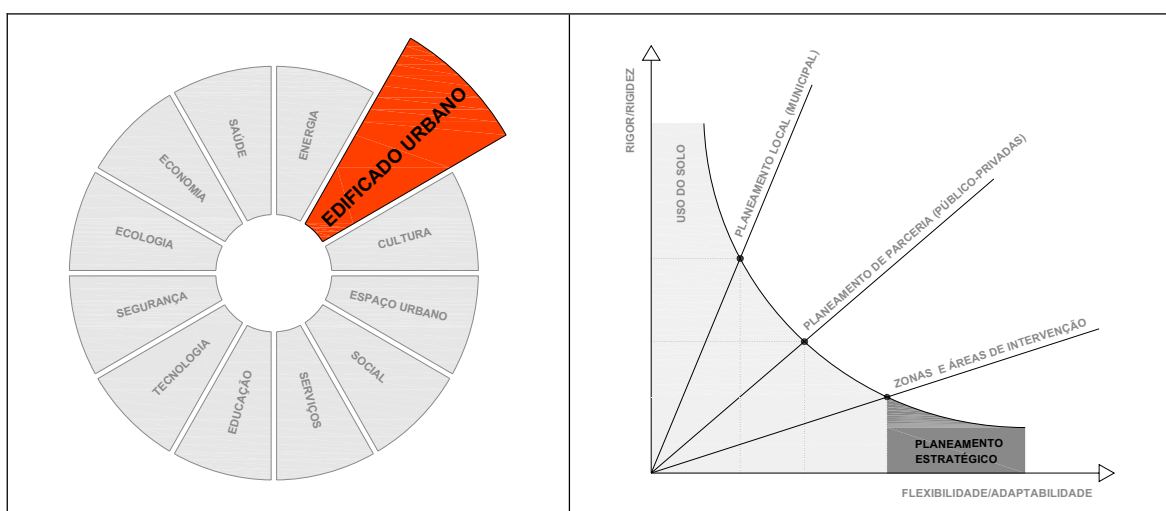 ENERGIA
EDIFICADO URBANO
CULTURA
ESPAÇO URBANO
SOCIAL
SERVIÇOS
EDUCAÇÃO
TECNOLOGIA
SEGURANÇA
ECOLOGIA
ECONOMIA
SAÚDE
RIGOR/RIGIDEZ
USO DO SOLO
PLANEAMENTO LOCAL (MUNICIPAL)
PLANEAMENTO DE PARCERIA (PÚBLICO-PRIVADAS)
ZONAS E ÁREAS DE INTERVENÇÃO
PLANEAMENTO
ESTRATÉGICO
FLEXIBILIDADE/ADAPTABILIDADE